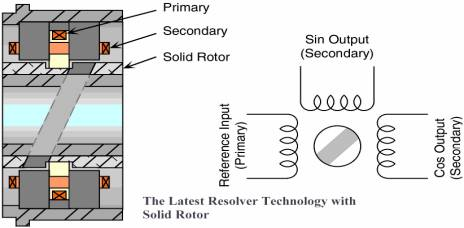 Primary
Secondary
Solid Rotor
Sin Output
(Secondary)
Reference Input
(Primary)
Cos Output
(Secondary)
The Latest Resolver Technology with
Solid Rotor